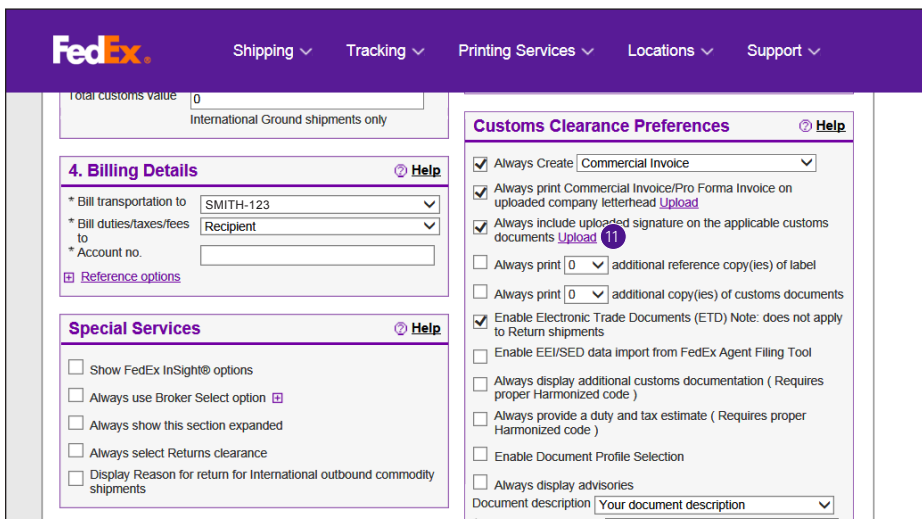 FedEx.
Shipping
Tracking
Printing Services
Locations
Support
Total customs value
0
International Ground shipments only
4. Billing Details
Help
* Bill transportation to
SMITH-123
* Bill duties/taxes/fees
to
Recipient
* Account no.
Reference options
Special Services
Help
Show FedEx InSight® options
Always use Broker Select option
Always show this section expanded
Always select Returns clearance
Display Reason for return for International outbound commodity
shipments
Customs Clearance Preferences
Help
Always Create Commercial Invoice
Always print Commercial Invoice/Pro Forma Invoice on
uploaded company letterhead Upload
Always include uploaded signature on the applicable customs
documents Upload 11
Always print 0 additional reference copy(ies) of label
Always print 0 additional copy(ies) of customs documents
Enable Electronic Trade Documents (ETD) Note: does not apply
to Return shipments
Enable EEI/SED data import from FedEx Agent Filing Tool
Always display additional customs documentation ( Requires
proper Harmonized code )
Always provide a duty and tax estimate ( Requires proper
Harmonized code )
Enable Document Profile Selection
Always display advisories
Document description Your document description